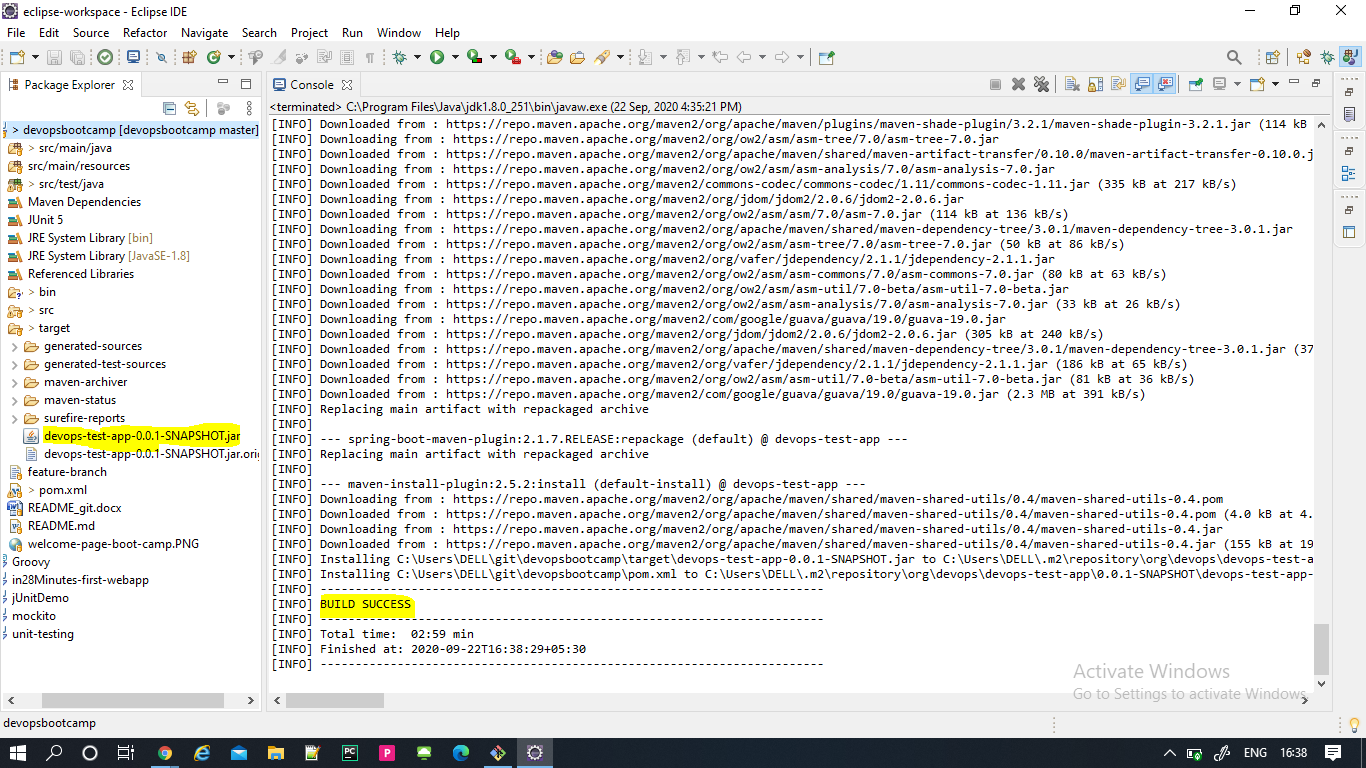 eclipse-workspace - Eclipse IDE
File Edit Source Refactor Navigate Search Project Run Window Help
Package Explorer
> devopsbootcamp [devopsbootcamp master]
> src/main/java
src/main/resources
> src/test/java
Maven Dependencies
JUnit 5
JRE System Library [bin]
JRE System Library [JavaSE-1.8]
Referenced Libraries
> bin
> src
> target
generated-sources
generated-test-sources
maven-archiver
maven-status
surefire-reports
devops-test-app-0.0.1-SNAPSHOT.jar
devops-test-app-0.0.1-SNAPSHOT.jar.orig
feature-branch
> pom.xml
README_git.docx
README.md
welcome-page-boot-camp.PNG
Groovy
in28Minutes-first-webapp
jUnitDemo
mockito
unit-testing
Console
<terminated> C:\Program Files\Java\jdk1.8.0_251\bin\javaw.exe (22 Sep, 2020 4:35:21 PM)
[INFO] Downloaded from : https://repo.maven.apache.org/maven2/org/apache/maven/plugins/maven-shade-plugin/3.2.1/maven-shade-plugin-3.2.1.jar (114 kB
[INFO] Downloading from : https://repo.maven.apache.org/maven2/org/ow2/asm/asm-tree/7.0/asm-tree-7.0.jar
[INFO] Downloaded from : https://repo.maven.apache.org/maven2/org/apache/maven/shared/maven-artifact-transfer/0.10.0/maven-artifact-transfer-0.10.0.j
[INFO] Downloading from : https://repo.maven.apache.org/maven2/org/ow2/asm/asm-analysis/7.0/asm-analysis-7.0.jar
[INFO] Downloaded from : https://repo.maven.apache.org/maven2/commons-codec/commons-codec/1.11/commons-codec-1.11.jar (335 kB at 217 kB/s)
[INFO] Downloading from : https://repo.maven.apache.org/maven2/org/jdom/jdom2/2.0.6/jdom2-2.0.6.jar
[INFO] Downloaded from : https://repo.maven.apache.org/maven2/org/ow2/asm/asm/7.0/asm-7.0.jar (114 kB at 136 kB/s)
[INFO] Downloading from : https://repo.maven.apache.org/maven2/org/apache/maven/shared/maven-dependency-tree/3.0.1/maven-dependency-tree-3.0.1.jar
[INFO] Downloaded from : https://repo.maven.apache.org/maven2/org/ow2/asm/asm-tree/7.0/asm-tree-7.0.jar (50 kB at 86 kB/s)
[INFO] Downloading from : https://repo.maven.apache.org/maven2/org/vafer/jdependency/2.1.1/jdependency-2.1.1.jar
[INFO] Downloaded from : https://repo.maven.apache.org/maven2/org/ow2/asm/asm-commons/7.0/asm-commons-7.0.jar (80 kB at 63 kB/s)
[INFO] Downloading from : https://repo.maven.apache.org/maven2/org/ow2/asm/asm-util/7.0-beta/asm-util-7.0-beta.jar
[INFO] Downloaded from : https://repo.maven.apache.org/maven2/org/ow2/asm/asm-analysis/7.0/asm-analysis-7.0.jar (33 kB at 26 kB/s)
[INFO] Downloading from : https://repo.maven.apache.org/maven2/com/google/guava/guava/19.0/guava-19.0.jar
[INFO] Downloaded from : https://repo.maven.apache.org/maven2/org/jdom/jdom2/2.0.6/jdom2-2.0.6.jar (305 kB at 240 kB/s)
[INFO] Downloaded from : https://repo.maven.apache.org/maven2/org/apache/maven/shared/maven-dependency-tree/3.0.1/maven-dependency-tree-3.0.1.jar (37
[INFO] Downloaded from : https://repo.maven.apache.org/maven2/org/vafer/jdependency/2.1.1/jdependency-2.1.1.jar (186 kB at 65 kB/s)
[INFO] Downloaded from : https://repo.maven.apache.org/maven2/org/ow2/asm/asm-util/7.0-beta/asm-util-7.0-beta.jar (81 kB at 36 kB/s)
[INFO] Downloaded from : https://repo.maven.apache.org/maven2/com/google/guava/guava/19.0/guava-19.0.jar (2.3 MB at 391 kB/s)
[INFO] Replacing main artifact with repackaged archive
[INFO]
[INFO] --- spring-boot-maven-plugin:2.1.7.RELEASE:repackage (default) @ devops-test-app ---
[INFO] Replacing main artifact with repackaged archive
[INFO]
[INFO] --- maven-install-plugin:2.5.2:install (default-install) @ devops-test-app ---
[INFO] Downloading from : https://repo.maven.apache.org/maven2/org/apache/maven/shared/maven-shared-utils/0.4/maven-shared-utils-0.4.pom
[INFO] Downloaded from : https://repo.maven.apache.org/maven2/org/apache/maven/shared/maven-shared-utils/0.4/maven-shared-utils-0.4.pom (4.0 kB at 4.
[INFO] Downloading from : https://repo.maven.apache.org/maven2/org/apache/maven/shared/maven-shared-utils/0.4/maven-shared-utils-0.4.jar
[INFO] Downloaded from : https://repo.maven.apache.org/maven2/org/apache/maven/shared/maven-shared-utils/0.4/maven-shared-utils-0.4.jar (155 kB at 19
[INFO] Installing C:\Users\DELL\git\devopsbootcamp\target\devops-test-app-0.0.1-SNAPSHOT.jar to C:\Users\DELL\.m2\repository\org\devops\devops-test-a
[INFO] Installing C:\Users\DELL\git\devopsbootcamp\pom.xml to C:\Users\DELL\.m2\repository\org\devops\devops-test-app\0.0.1-SNAPSHOT\devops-test-app-
[INFO] ------------------------------------------------------------------------
[INFO] BUILD SUCCESS
[INFO] ------------------------------------------------------------------------
[INFO] Total time:  02:59 min
[INFO] Finished at: 2020-09-22T16:38:29+05:30
[INFO] ------------------------------------------------------------------------
Activate Windows
Go to Settings to activate Windows.
devopsbootcamp
ENG 16:38